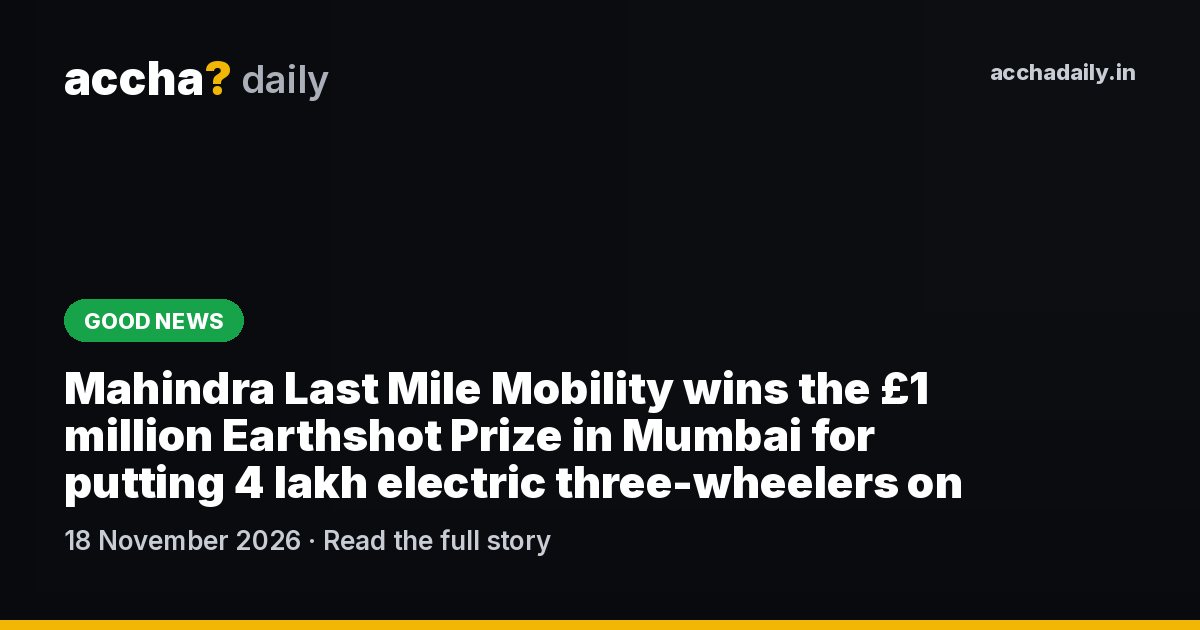 accha? daily
acchadaily.in
GOOD NEWS
Mahindra Last Mile Mobility wins the £1
million Earthshot Prize in Mumbai for
putting 4 lakh electric three-wheelers on
18 November 2026 · Read the full story